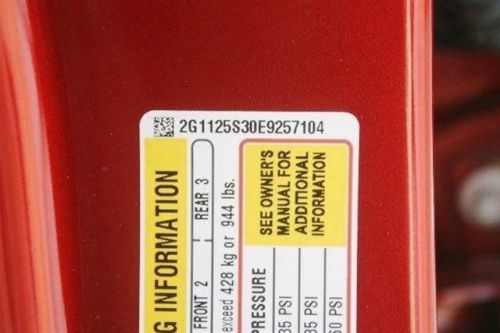 2G1125S30E9257104
G INFORMATION
FRONT 2
REAR 3
exceed 428 kg or 944 lbs.
SEE OWNER'S
MANUAL FOR
ADDITIONAL
INFORMATION
PRESSURE
35 PSI
35 PSI
60 PSI